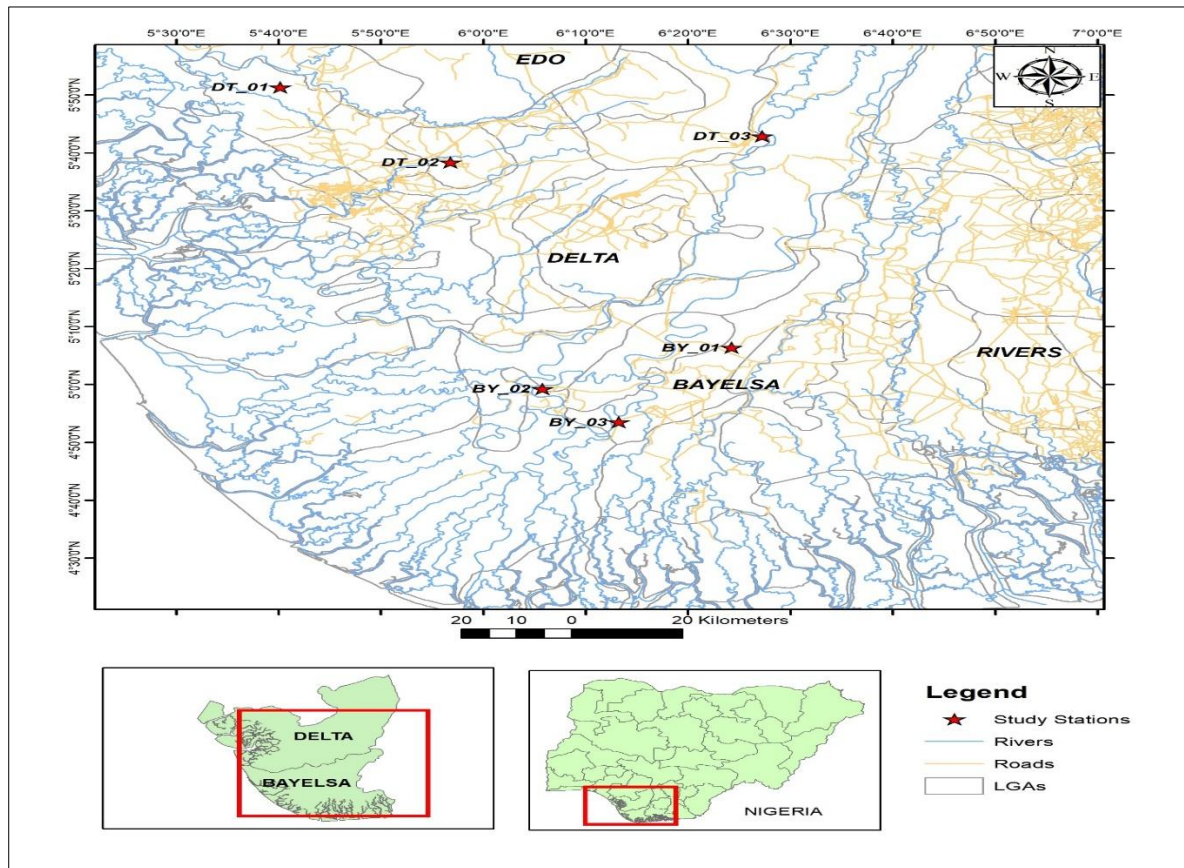 5°30'0"E 5°40'0"E 5°50'0"E 6°0'0"E 6°10'0"E 6°20'0"E 6°30'0"E 6°40'0"E 6°50'0"E 7°0'0"E
N
W E
S
EDO
5°50'0"N
DT_01
DT_03
5°40'0"N
DT_02
5°30'0"N
DELTA
5°20'0"N
5°10'0"N
BY_01
RIVERS
5°0'0"N
BY_02
BAYELSA
BY_03
4°50'0"N
4°40'0"N
4°30'0"N
20 10 0 20 Kilometers
DELTA
BAYELSA
NIGERIA
Legend
Study Stations
Rivers
Roads
LGAs